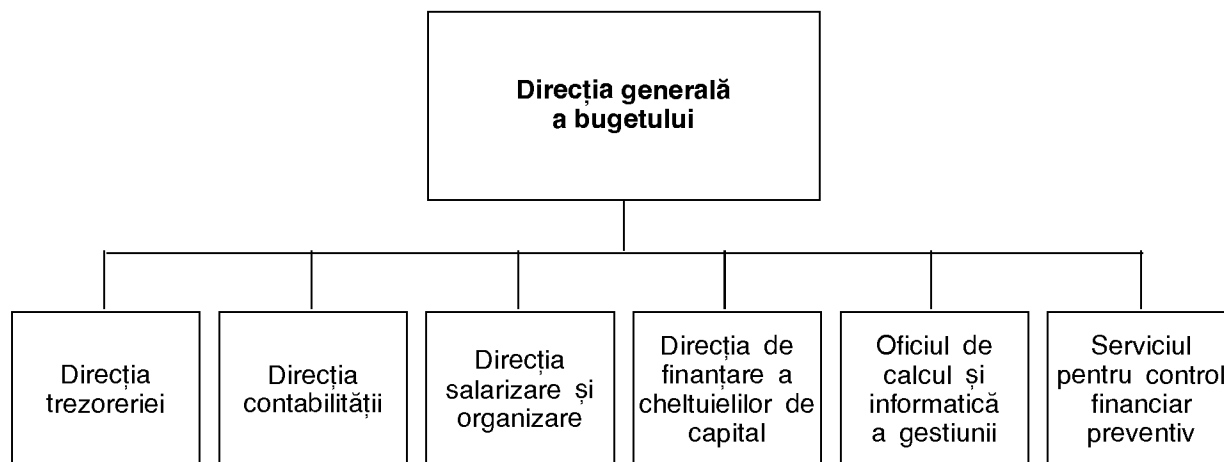 Direcția generală
a bugetului
Direcția
trezoreriei
Direcția
contabilității
Direcția
salarizare și
organizare
Direcția de
finanțare a
cheltuielilor de
capital
Oficiul de
calcul și
informatică
a gestiunii
Serviciul
pentru control
financiar
preventiv